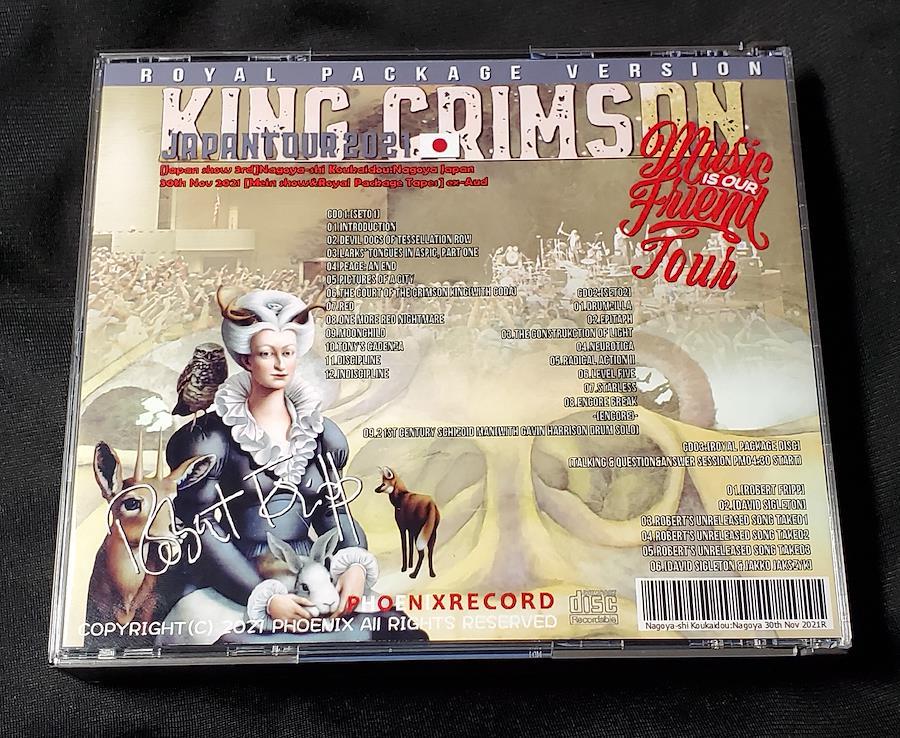 ROYAL PACKAGE VERSION
KING CRIMSON
JAPAN TOUR 2021
[Japan show 3rd]Nagoya-shi Koukaidou:Nagoya Japan
30th Nov 2021 [Mein show&Royal Package Tapes] ex-Aud
Music
IS OUR
Friend
Tour
CD01:[SET01]
01.INTRODUCTION
02.DEVIL DOGS OF TESSELLATION ROW
03.LARKS' TONGUES IN ASPIC, PART ONE
04.PEACE: AN END
05.PICTURES OF A CITY
06.THE COURT OF THE CRIMSON KING(WITH CODA)
07.RED
08.ONE MORE RED NIGHTMARE
09.MOONCHILD
10.TONY'S CADENZA
11.DISCIPLINE
12.INDISCIPLINE
CD02:[SET02]
01.DRUMZILLA
02.EPITAPH
03.THE CONSTRUKCTION OF LIGHT
04.NEUROTICA
05.RADICAL ACTION II
06.LEVEL FIVE
07.STARLESS
08.ENCORE BREAK
-[ENCORE]-
09.21ST CENTURY SCHIZOID MAN(WITH GAVIN HARRISON DRUM SOLO)
CD03:[ROYAL PACKAGE DISC]
(TALKING & QUESTION&ANSWER SESSION PM04:30 START)
01.[ROBERT FRIPP]
02.[DAVID SIGLETON]
03.ROBERT'S UNRELEASED SONG TAKE01
04.ROBERT'S UNRELEASED SONG TAKE02
05.ROBERT'S UNRELEASED SONG TAKE03
06.[DAVID SIGLETON & JAKKO JAKSZYK]
Robert Fripp
PHOENIXRECORD
COMPACT
disc
Recordable
COPYRIGHT(C) 2021 PHOENIX All RIGHTS RESERVED
Nagoya-shi Koukaidou:Nagoya 30th Nov 2021R